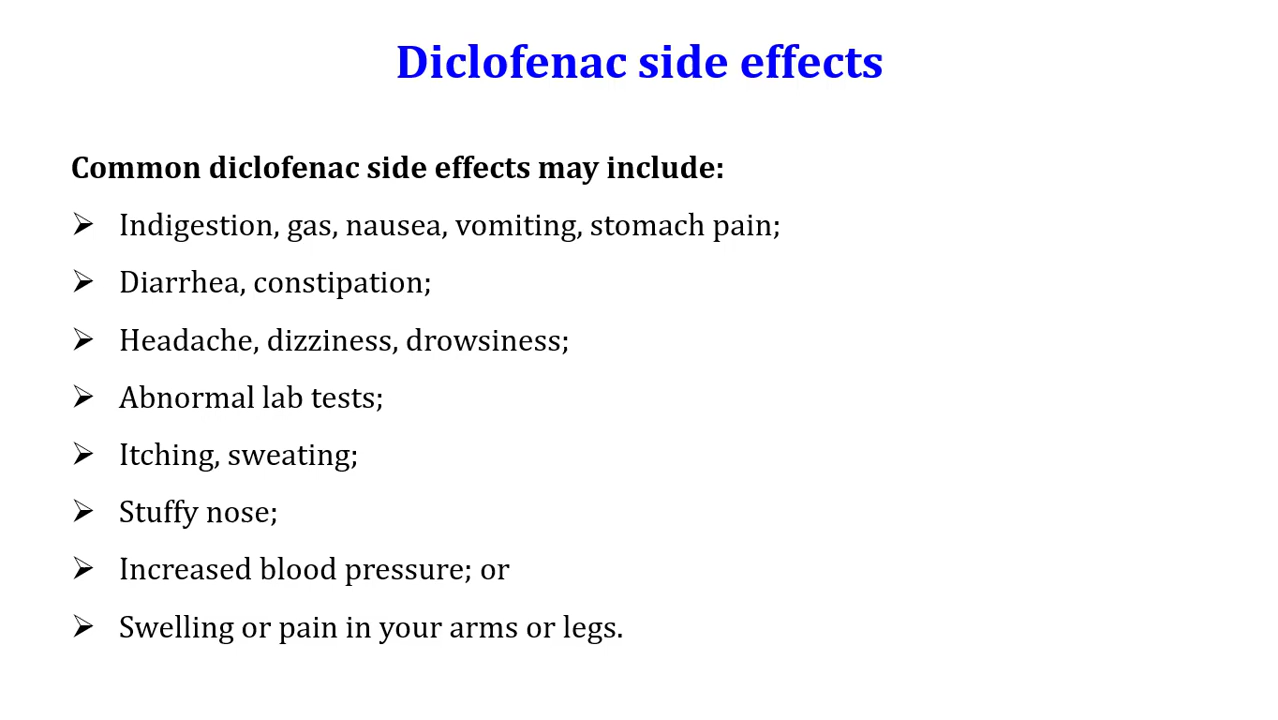 Diclofenac side effects
Common diclofenac side effects may include:
➢ Indigestion, gas, nausea, vomiting, stomach pain;
➢ Diarrhea, constipation;
➢ Headache, dizziness, drowsiness;
➢ Abnormal lab tests;
➢ Itching, sweating;
➢ Stuffy nose;
➢ Increased blood pressure; or
➢ Swelling or pain in your arms or legs.